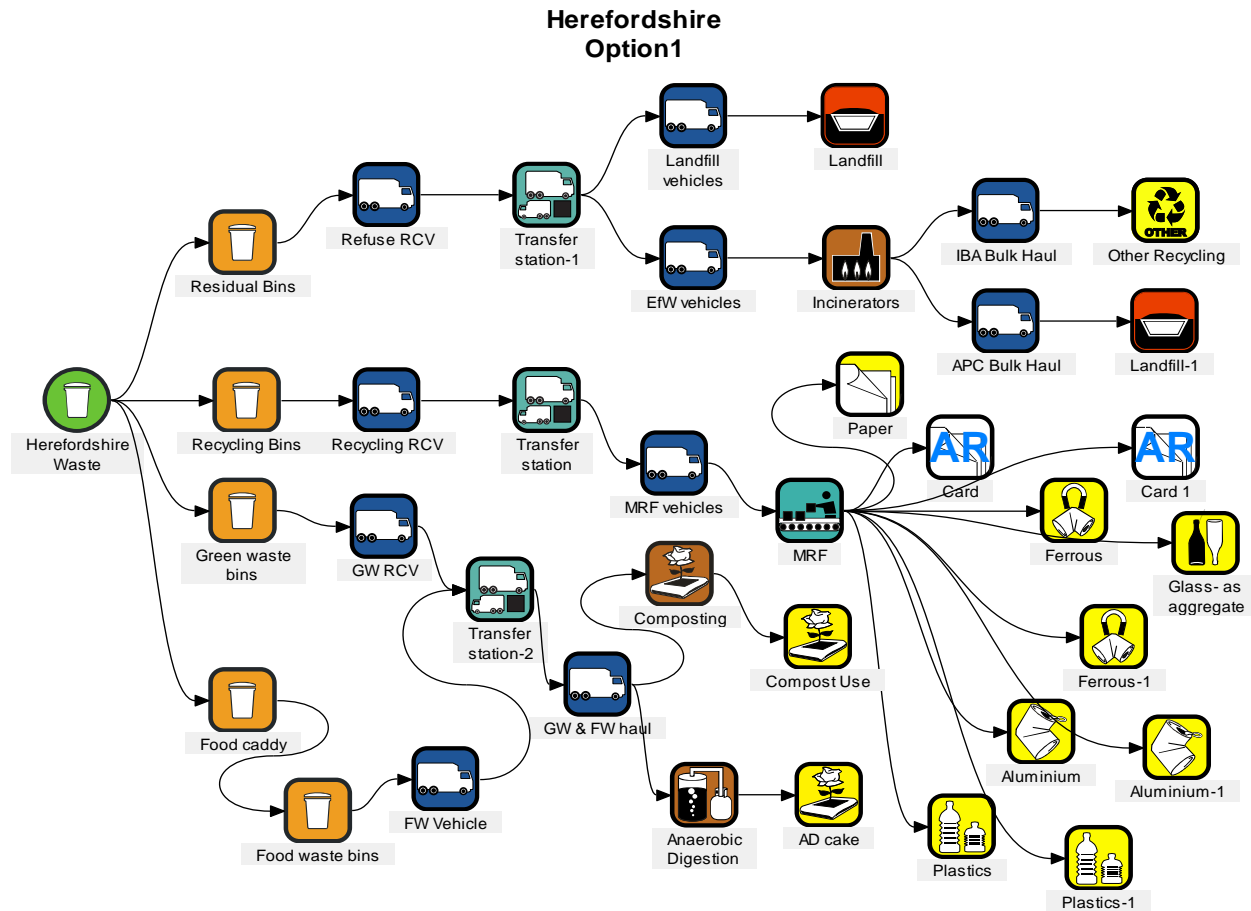 Herefordshire
Option1
Landfill
vehicles
Landfill
Refuse RCV
Transfer
station-1
IBA Bulk Haul
OTHER
Other Recycling
Residual Bins
EfW vehicles
Incinerators
APC Bulk Haul
Landfill-1
Herefordshire
Waste
Recycling Bins
Recycling RCV
Transfer
station
Paper
AR
Card
AR
Card 1
MRF vehicles
MRF
Ferrous
Glass- as
aggregate
Green waste
bins
GW RCV
Transfer
station-2
Composting
Compost Use
Ferrous-1
Food caddy
GW & FW haul
Aluminium
Aluminium-1
Food waste bins
FW Vehicle
Anaerobic
Digestion
AD cake
Plastics
Plastics-1